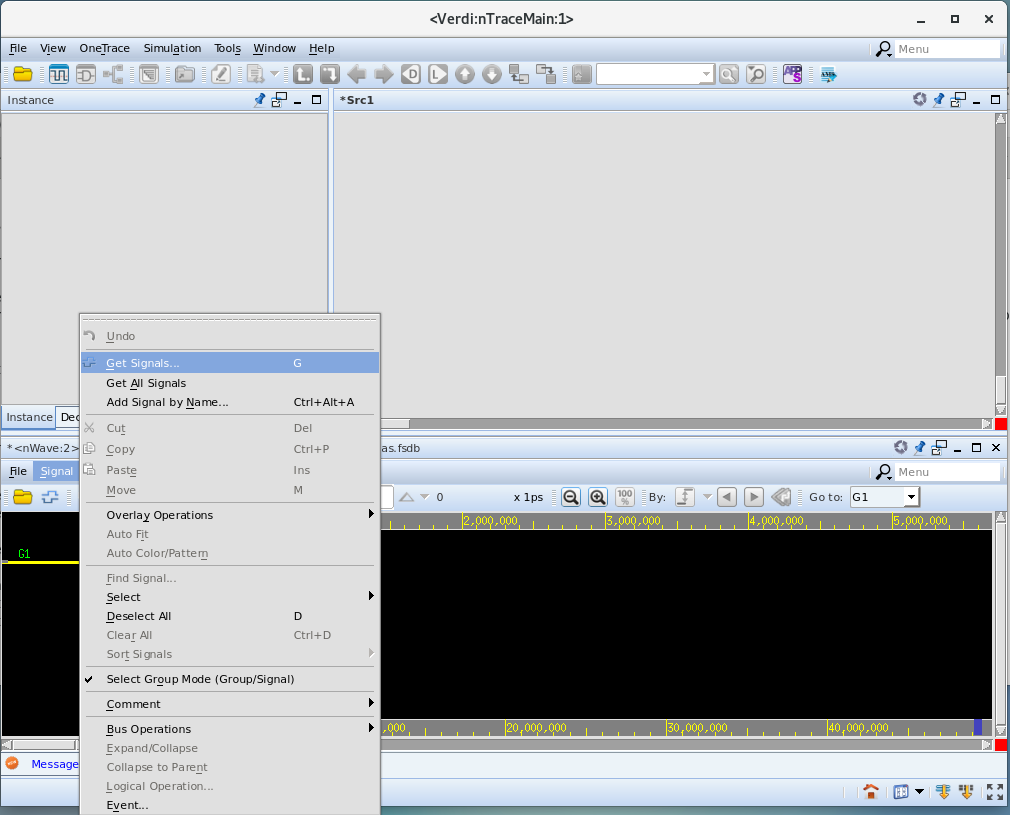 <Verdi:nTraceMain:1>
File View OneTrace Simulation Tools Window Help
Menu
Instance
*Src1
Undo
Get Signals... G
Get All Signals
Add Signal by Name... Ctrl+Alt+A
Instance
Cut Del
*<nWave:2>
as.fsdb
Copy Ctrl+P
File Signal
Menu
Paste Ins
Move M
0 x 1ps
100 %
By:
Go to: G1
Overlay Operations
2,000,000 3,000,000 4,000,000 5,000,000
Auto Fit
G1
Auto Color/Pattern
Find Signal...
Select
Deselect All D
Clear All Ctrl+D
Sort Signals
Select Group Mode (Group/Signal)
Comment
Bus Operations
,000 20,000,000 30,000,000 40,000,000
Expand/Collapse
Message
Collapse to Parent
Logical Operation...
Event...